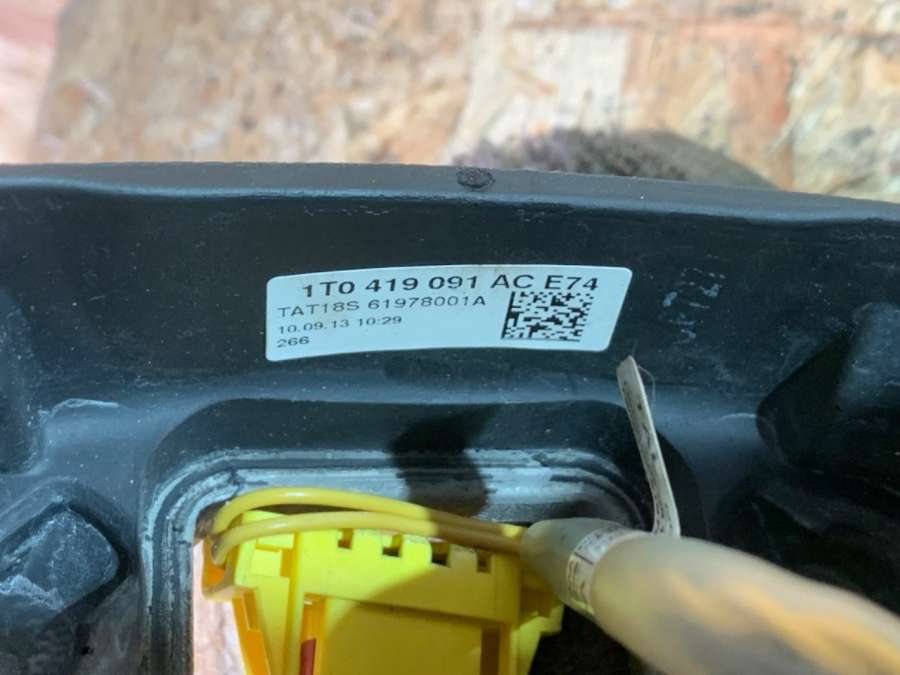 1T0 419 091 AC E74
TAT18S 61978001A
10.09.13 10:29
266